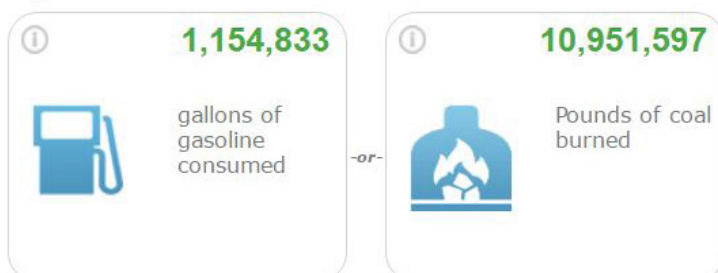 1,154,833
gallons of
gasoline
consumed
-or-
10,951,597
Pounds of coal
burned